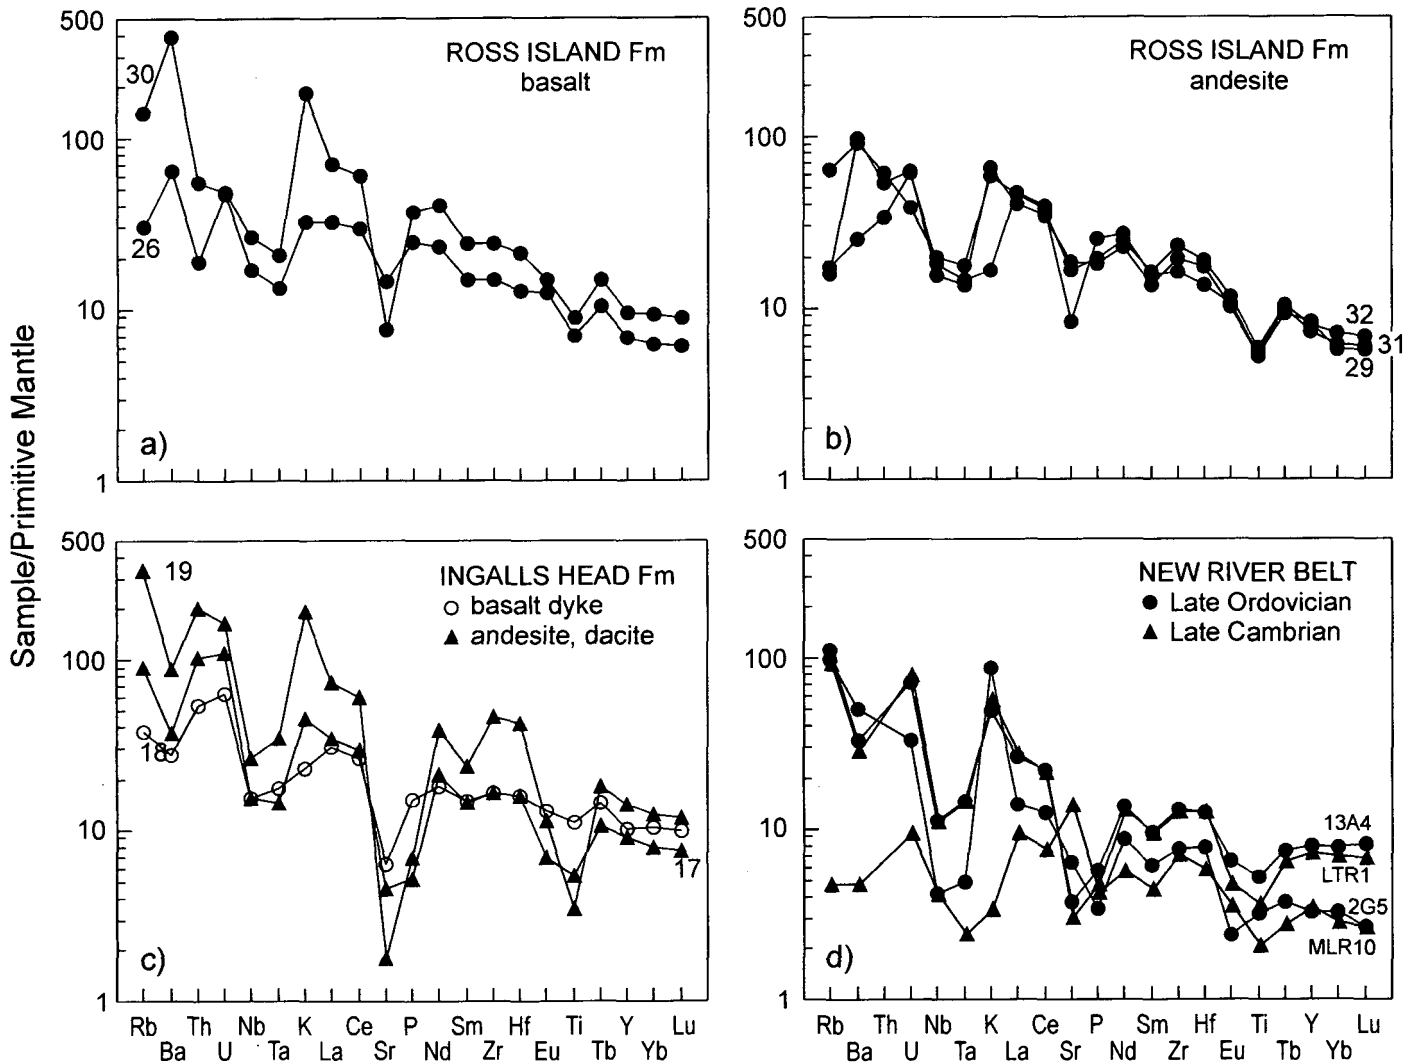 Sample/Primitive Mantle
500
100
10
1
ROSS ISLAND Fm
basalt
30
26
a)
500
100
10
1
ROSS ISLAND Fm
andesite
32
31
29
b)
500
100
10
1
INGALLS HEAD Fm
basalt dyke
andesite, dacite
19
18
17
c)
Rb Th Nb K Ce P Sm Hf Ti Y Lu
Ba U Ta La Sr Nd Zr Eu Tb Yb
500
100
10
1
NEW RIVER BELT
Late Ordovician
Late Cambrian
13A4
LTR1
2G5
MLR10
d)
Rb Th Nb K Ce P Sm Hf Ti Y Lu
Ba U Ta La Sr Nd Zr Eu Tb Yb